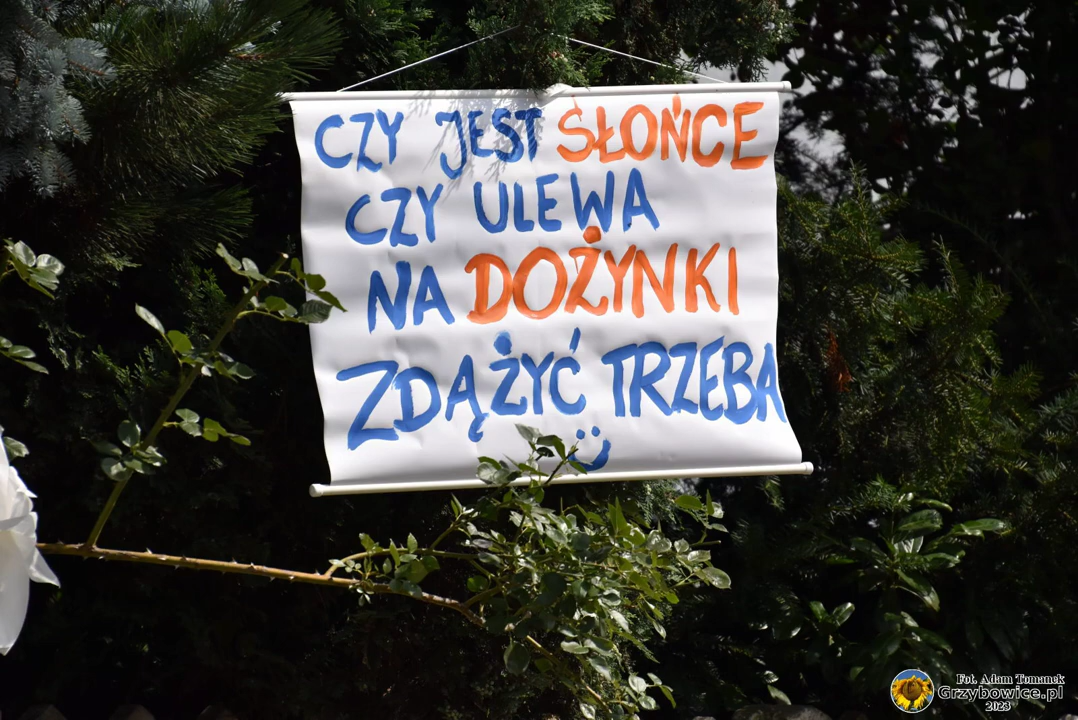 CZY JEST SŁOŃCE
CZY ULEWA
NA DOŻYNKI
ZDĄŻYĆ TRZEBA
Fot. Adam Tomanek
Grzybowice.pl
2023